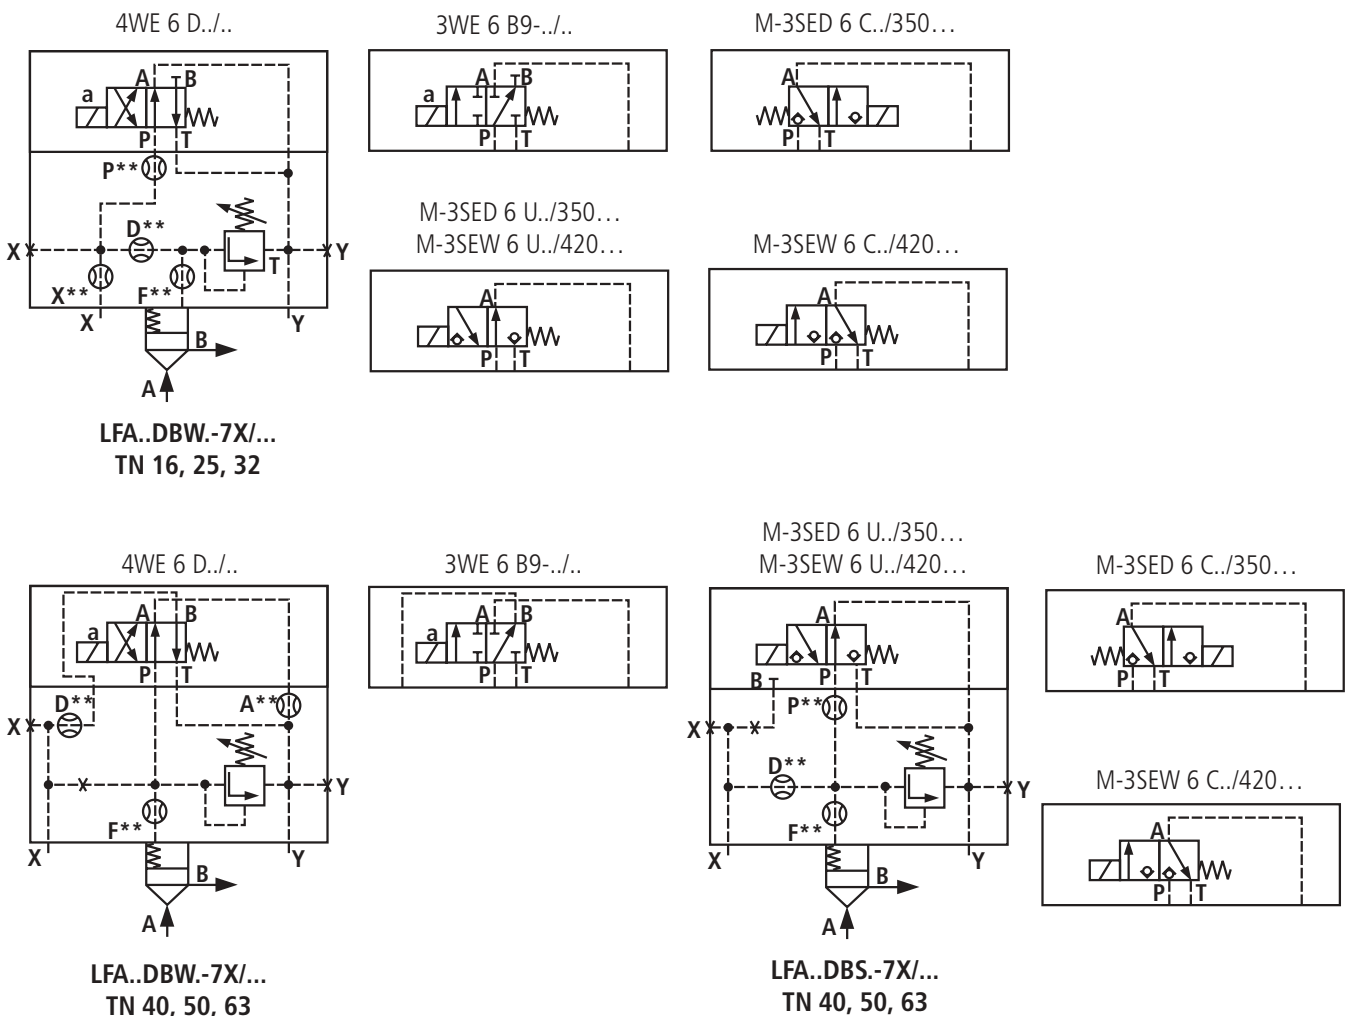 4WE 6 D../..
A
B
a
P
T
P**
D**
X
Y
T
X**
F**
X
Y
B
A
LFA..DBW.-7X/...
TN 16, 25, 32
3WE 6 B9-../..
A
B
a
P
T
M-3SED 6 C../350...
A
P
T
M-3SED 6 U../350...
M-3SEW 6 U../420...
A
P
T
M-3SEW 6 C../420...
A
P
T
4WE 6 D../..
A
B
a
P
T
D**
A**
X
Y
F**
X
Y
B
A
LFA..DBW.-7X/...
TN 40, 50, 63
3WE 6 B9-../..
A
B
a
P
T
M-3SED 6 U../350...
M-3SEW 6 U../420...
A
P
T
B
P**
X
D**
Y
F**
X
Y
B
A
LFA..DBS.-7X/...
TN 40, 50, 63
M-3SED 6 C../350...
A
P
T
M-3SEW 6 C../420...
A
P
T